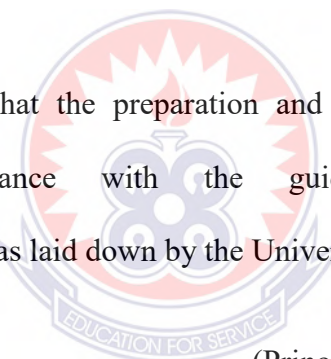 hat the preparation and
ance with the gui
as laid down by the Univer
EDUCATION FOR SERVICE
(Princ